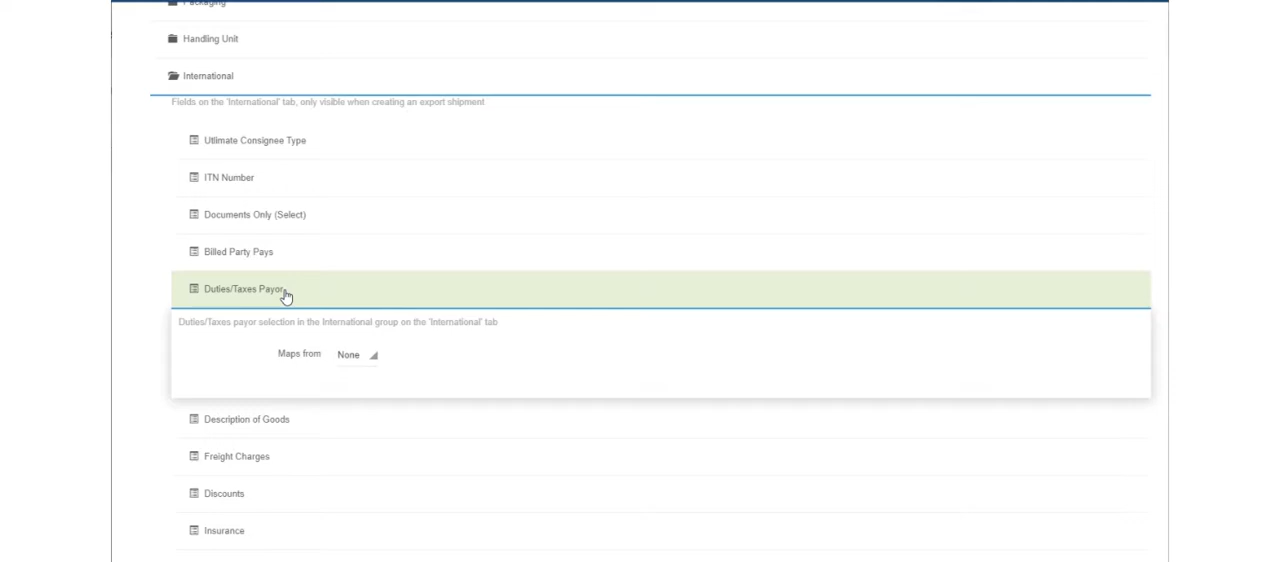 Packaging
Handling Unit
International
Fields on the 'International' tab, only visible when creating an export shipment
Utlimate Consignee Type
ITN Number
Documents Only (Select)
Billed Party Pays
Duties/Taxes Payor
Duties/Taxes payor selection in the International group on the 'International' tab
Maps from None
Description of Goods
Freight Charges
Discounts
Insurance